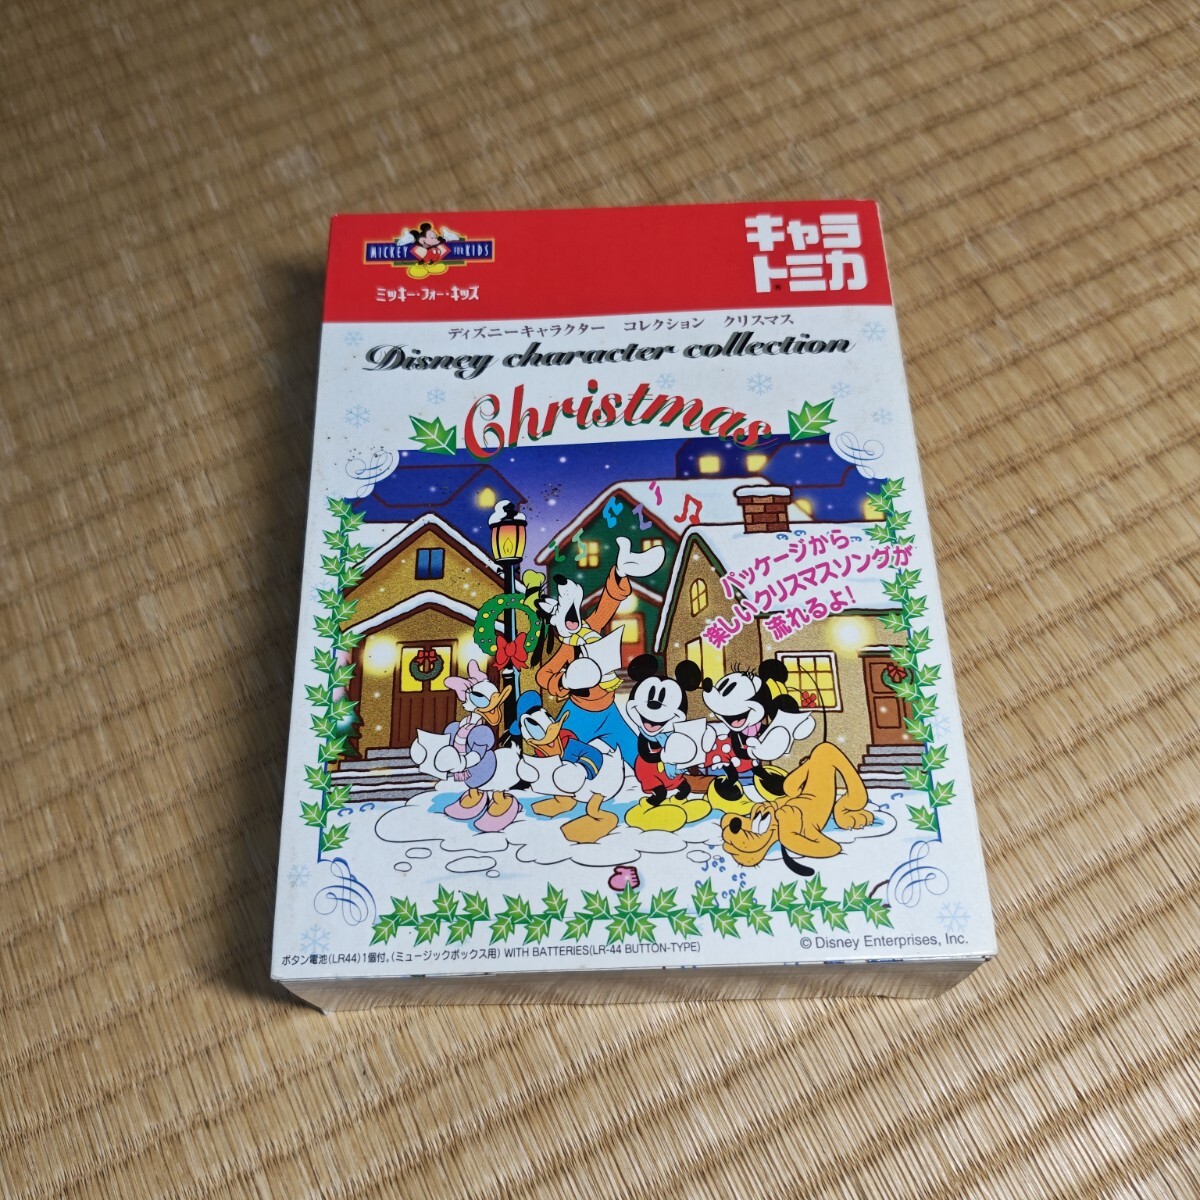 MICKEY FOR KIDS
ミッキー・フォー・キッズ
キャラ
トミカ
ディズニーキャラクター コレクション クリスマス
Disney character collection
Christmas
パッケージから
楽しいクリスマスソングが
流れるよ!
ボタン電池(LR44)1個付。(ミュージックボックス用) WITH BATTERIES(LR-44 BUTTON-TYPE)
© Disney Enterprises, Inc.